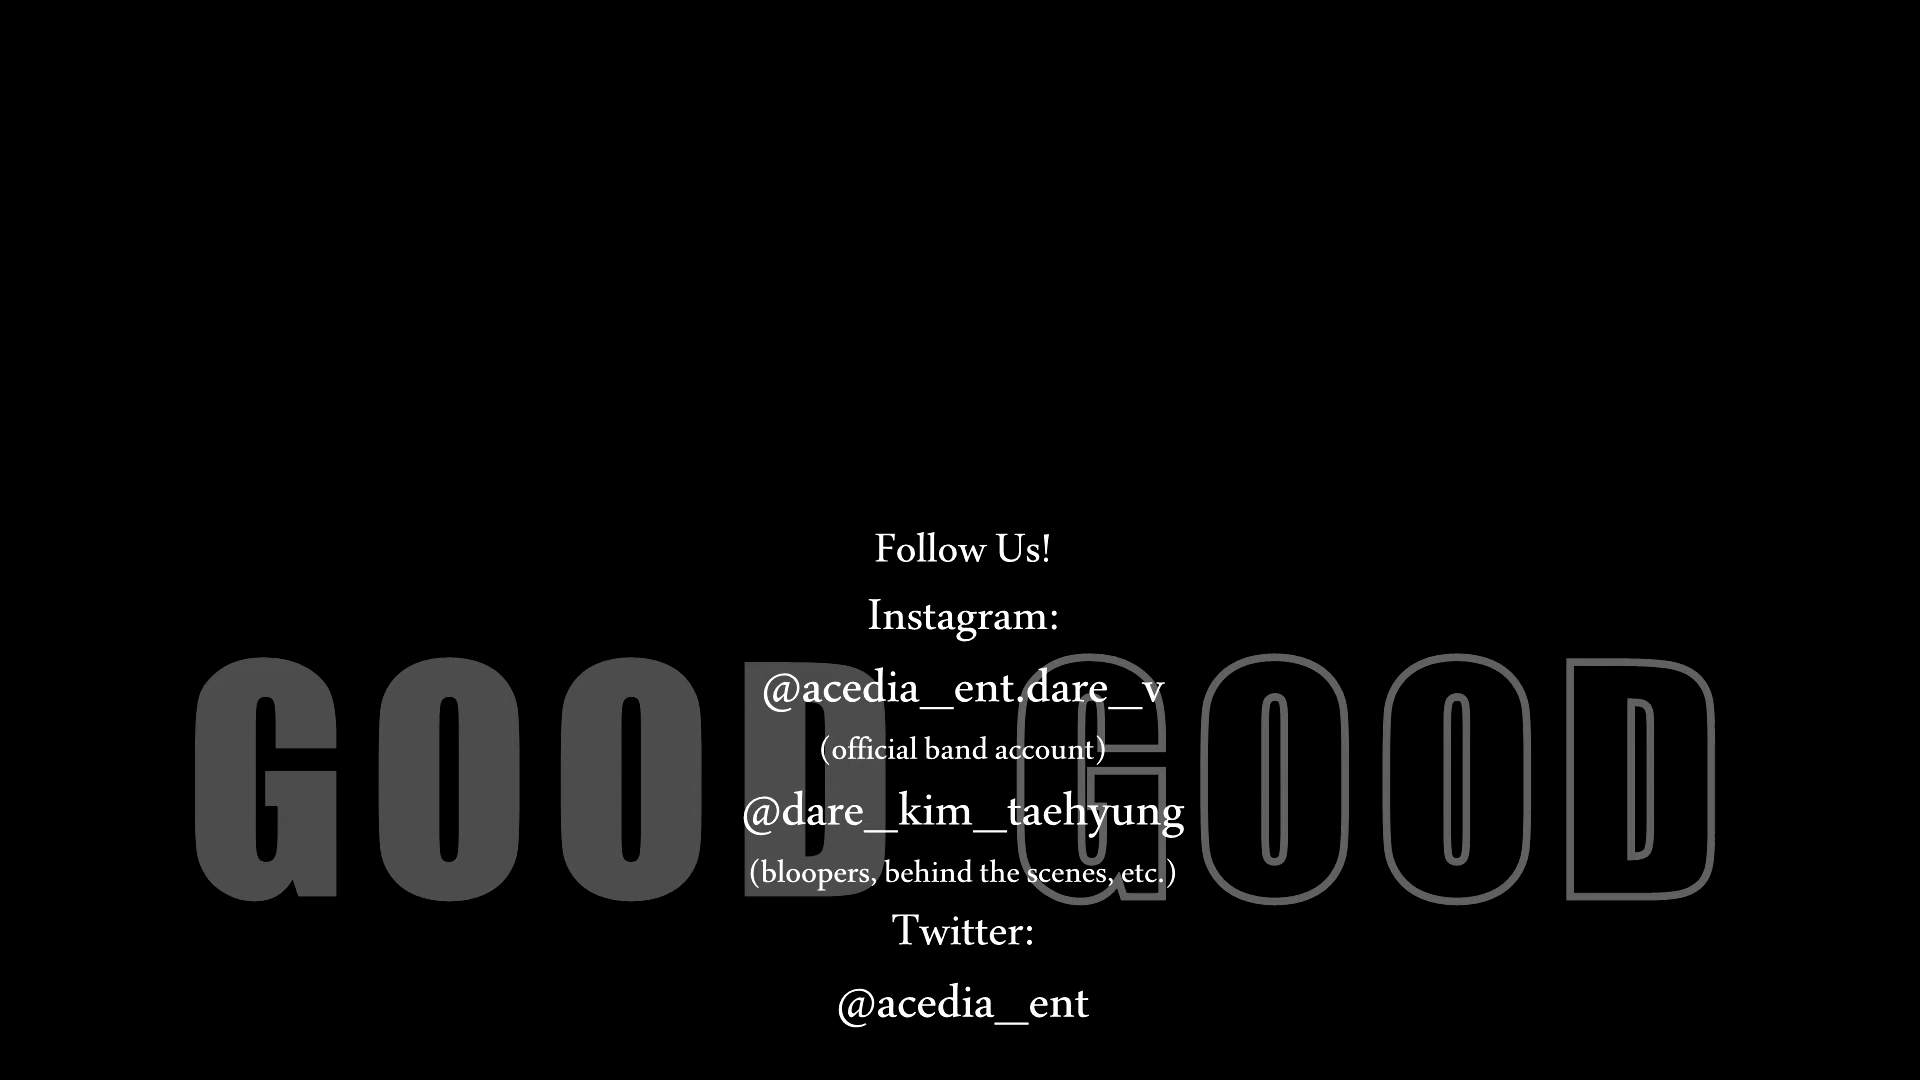 Follow Us!
Instagram:
@acedia_ent.dare_v
(official band account)
@dare_kim_taehyung
(bloopers, behind the scenes, etc.)
Twitter:
@acedia_ent
GOOD GOOD